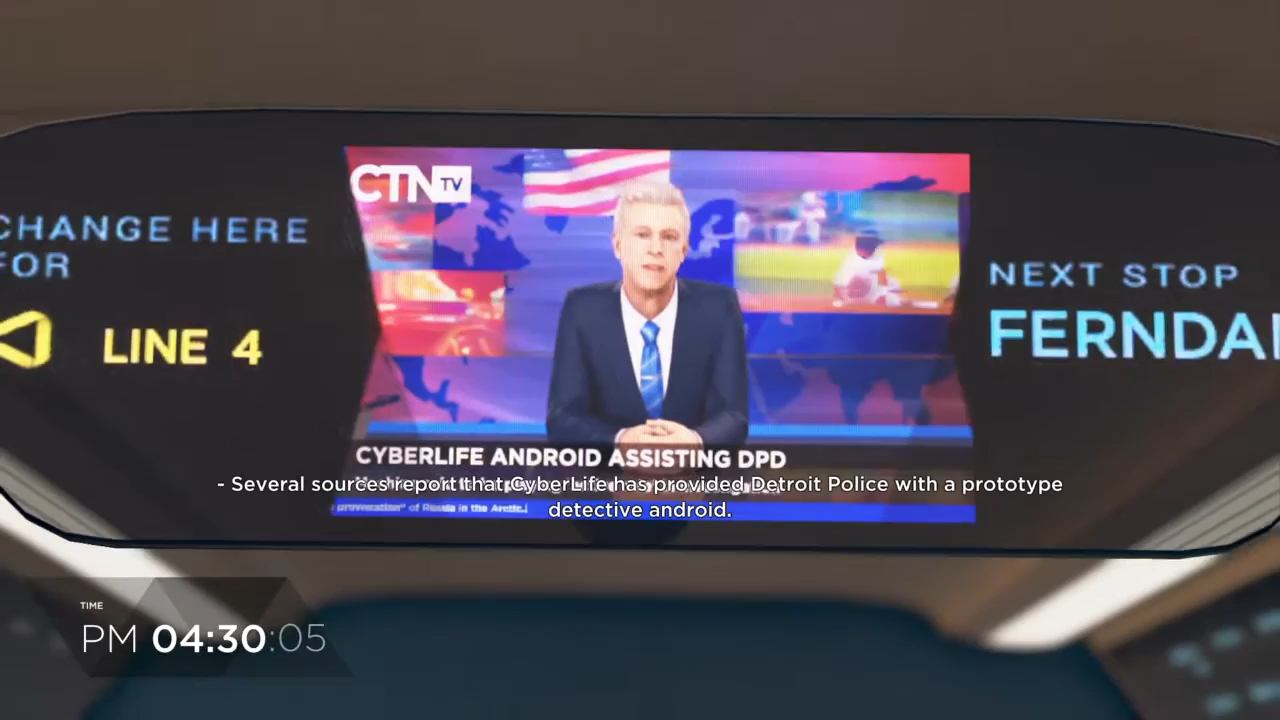 CTN TV
CHANGE HERE
FOR
LINE 4
NEXT STOP
FERNDA
CYBERLIFE ANDROID ASSISTING DPD
- Several sources report that CyberLife has provided Detroit Police with a prototype
detective android.
provocation" of Russia in the Arctic.
TIME
PM 04:30:05